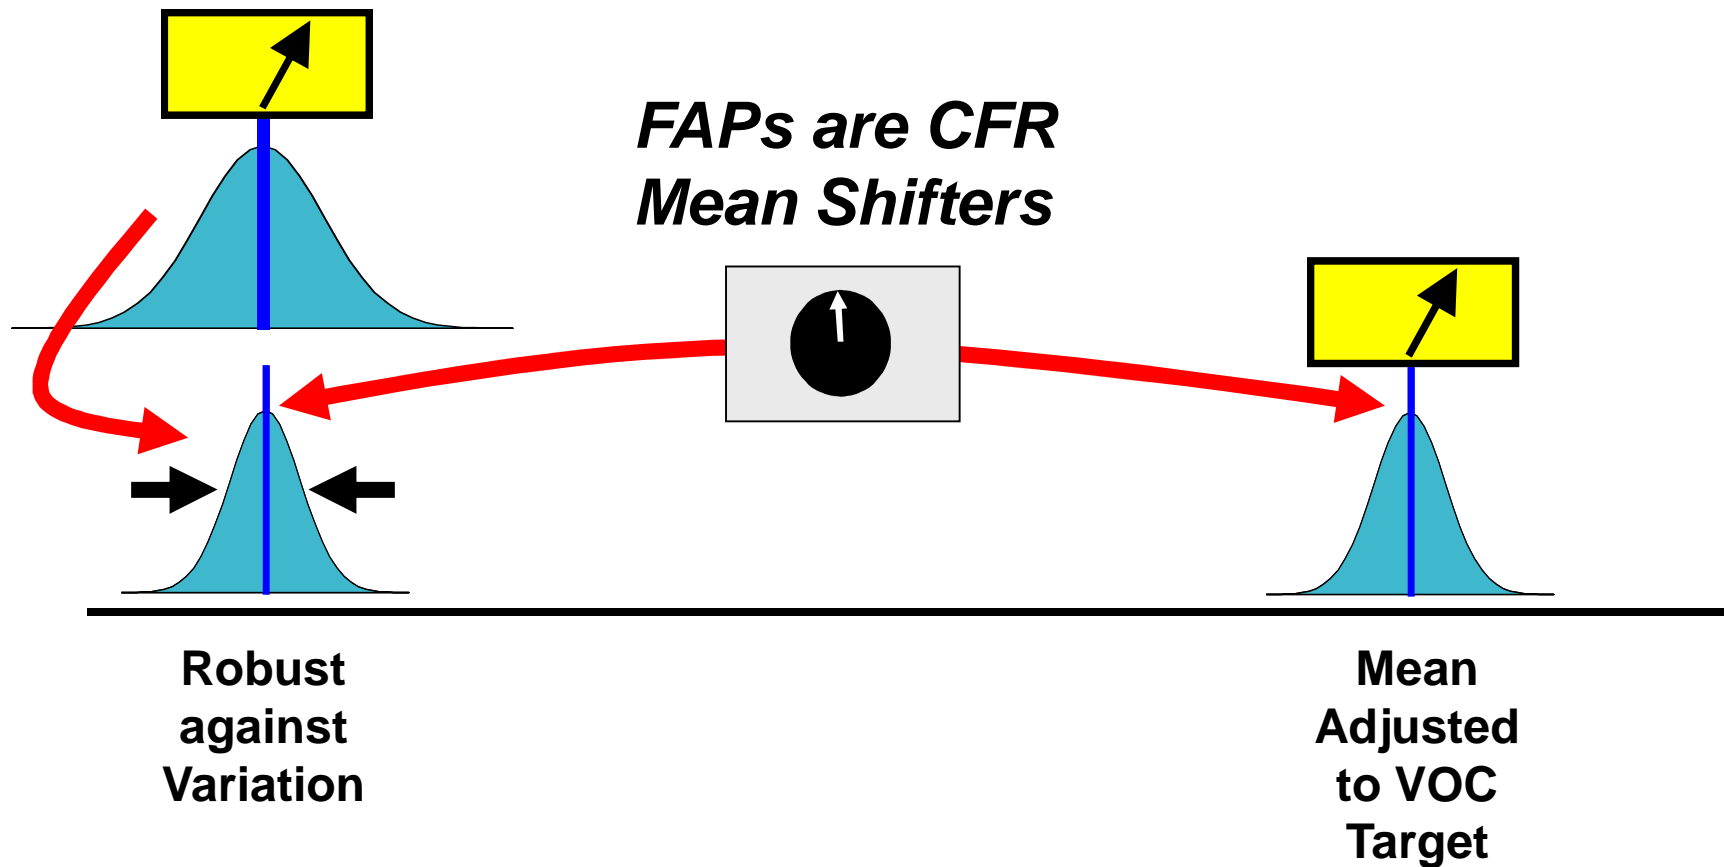 FAPs are CFR
Mean Shifters
Robust
against
Variation
Mean
Adjusted
to VOC
Target